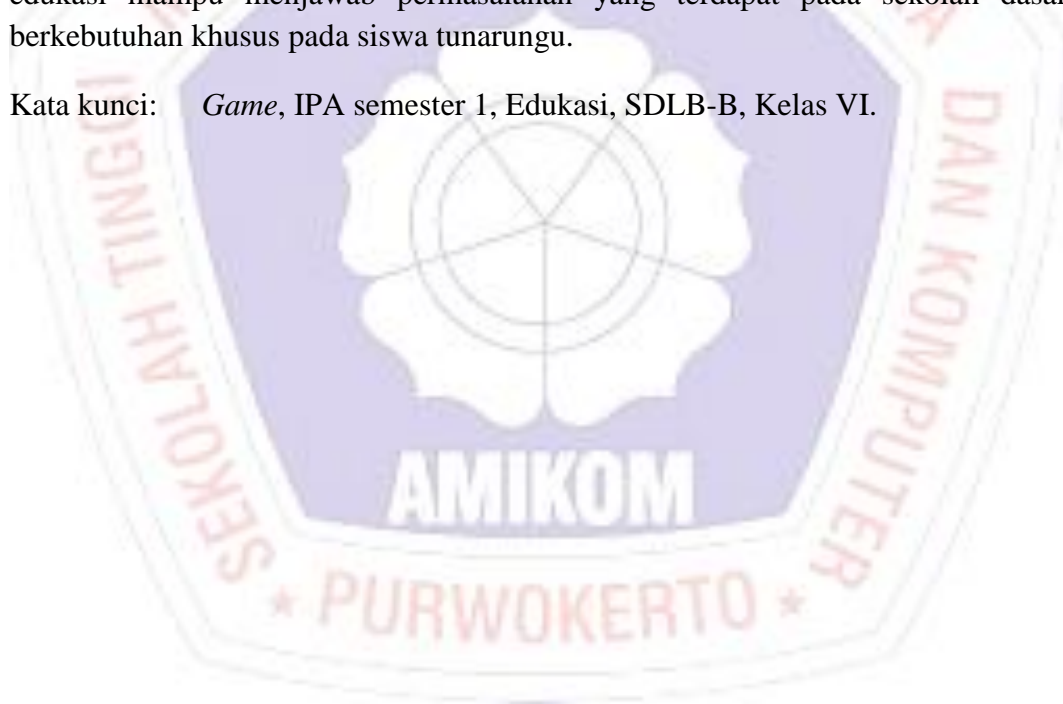 edukasi mampu menjawab permasalahan yang terdapat pada sekolah dasar
berkebutuhan khusus pada siswa tunarungu.
Kata kunci: Game, IPA semester 1, Edukasi, SDLB-B, Kelas VI.
SEKOLAH TINGGI
DAN KOMPUTER
AMIKOM
* PURWOKERTO *